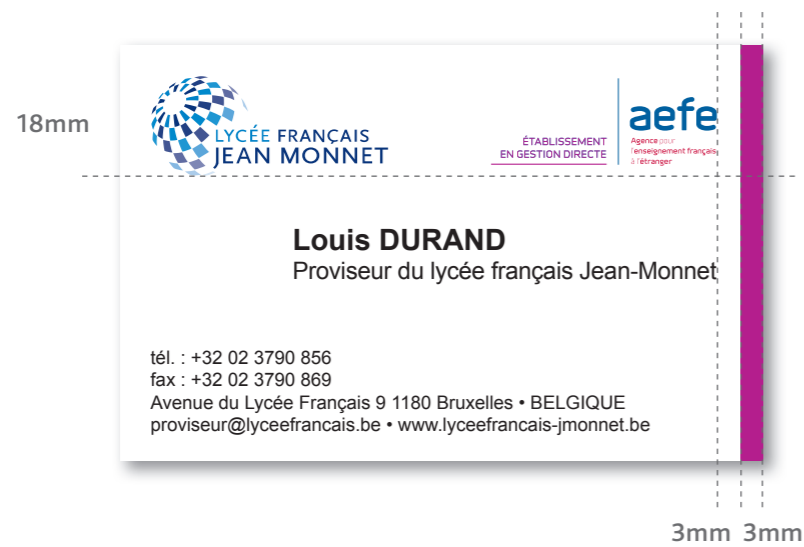 18mm
LYCÉE FRANÇAIS
JEAN MONNET
ÉTABLISSEMENT
EN GESTION DIRECTE
aefe
Agence pour
l'enseignement français
à l'étranger
Louis DURAND
Proviseur du lycée français Jean-Monnet
tél. : +32 02 3790 856
fax : +32 02 3790 869
Avenue du Lycée Français 9 1180 Bruxelles • BELGIQUE
proviseur@lyceefrancais.be • www.lyceefrancais-jmonnet.be
3mm 3mm